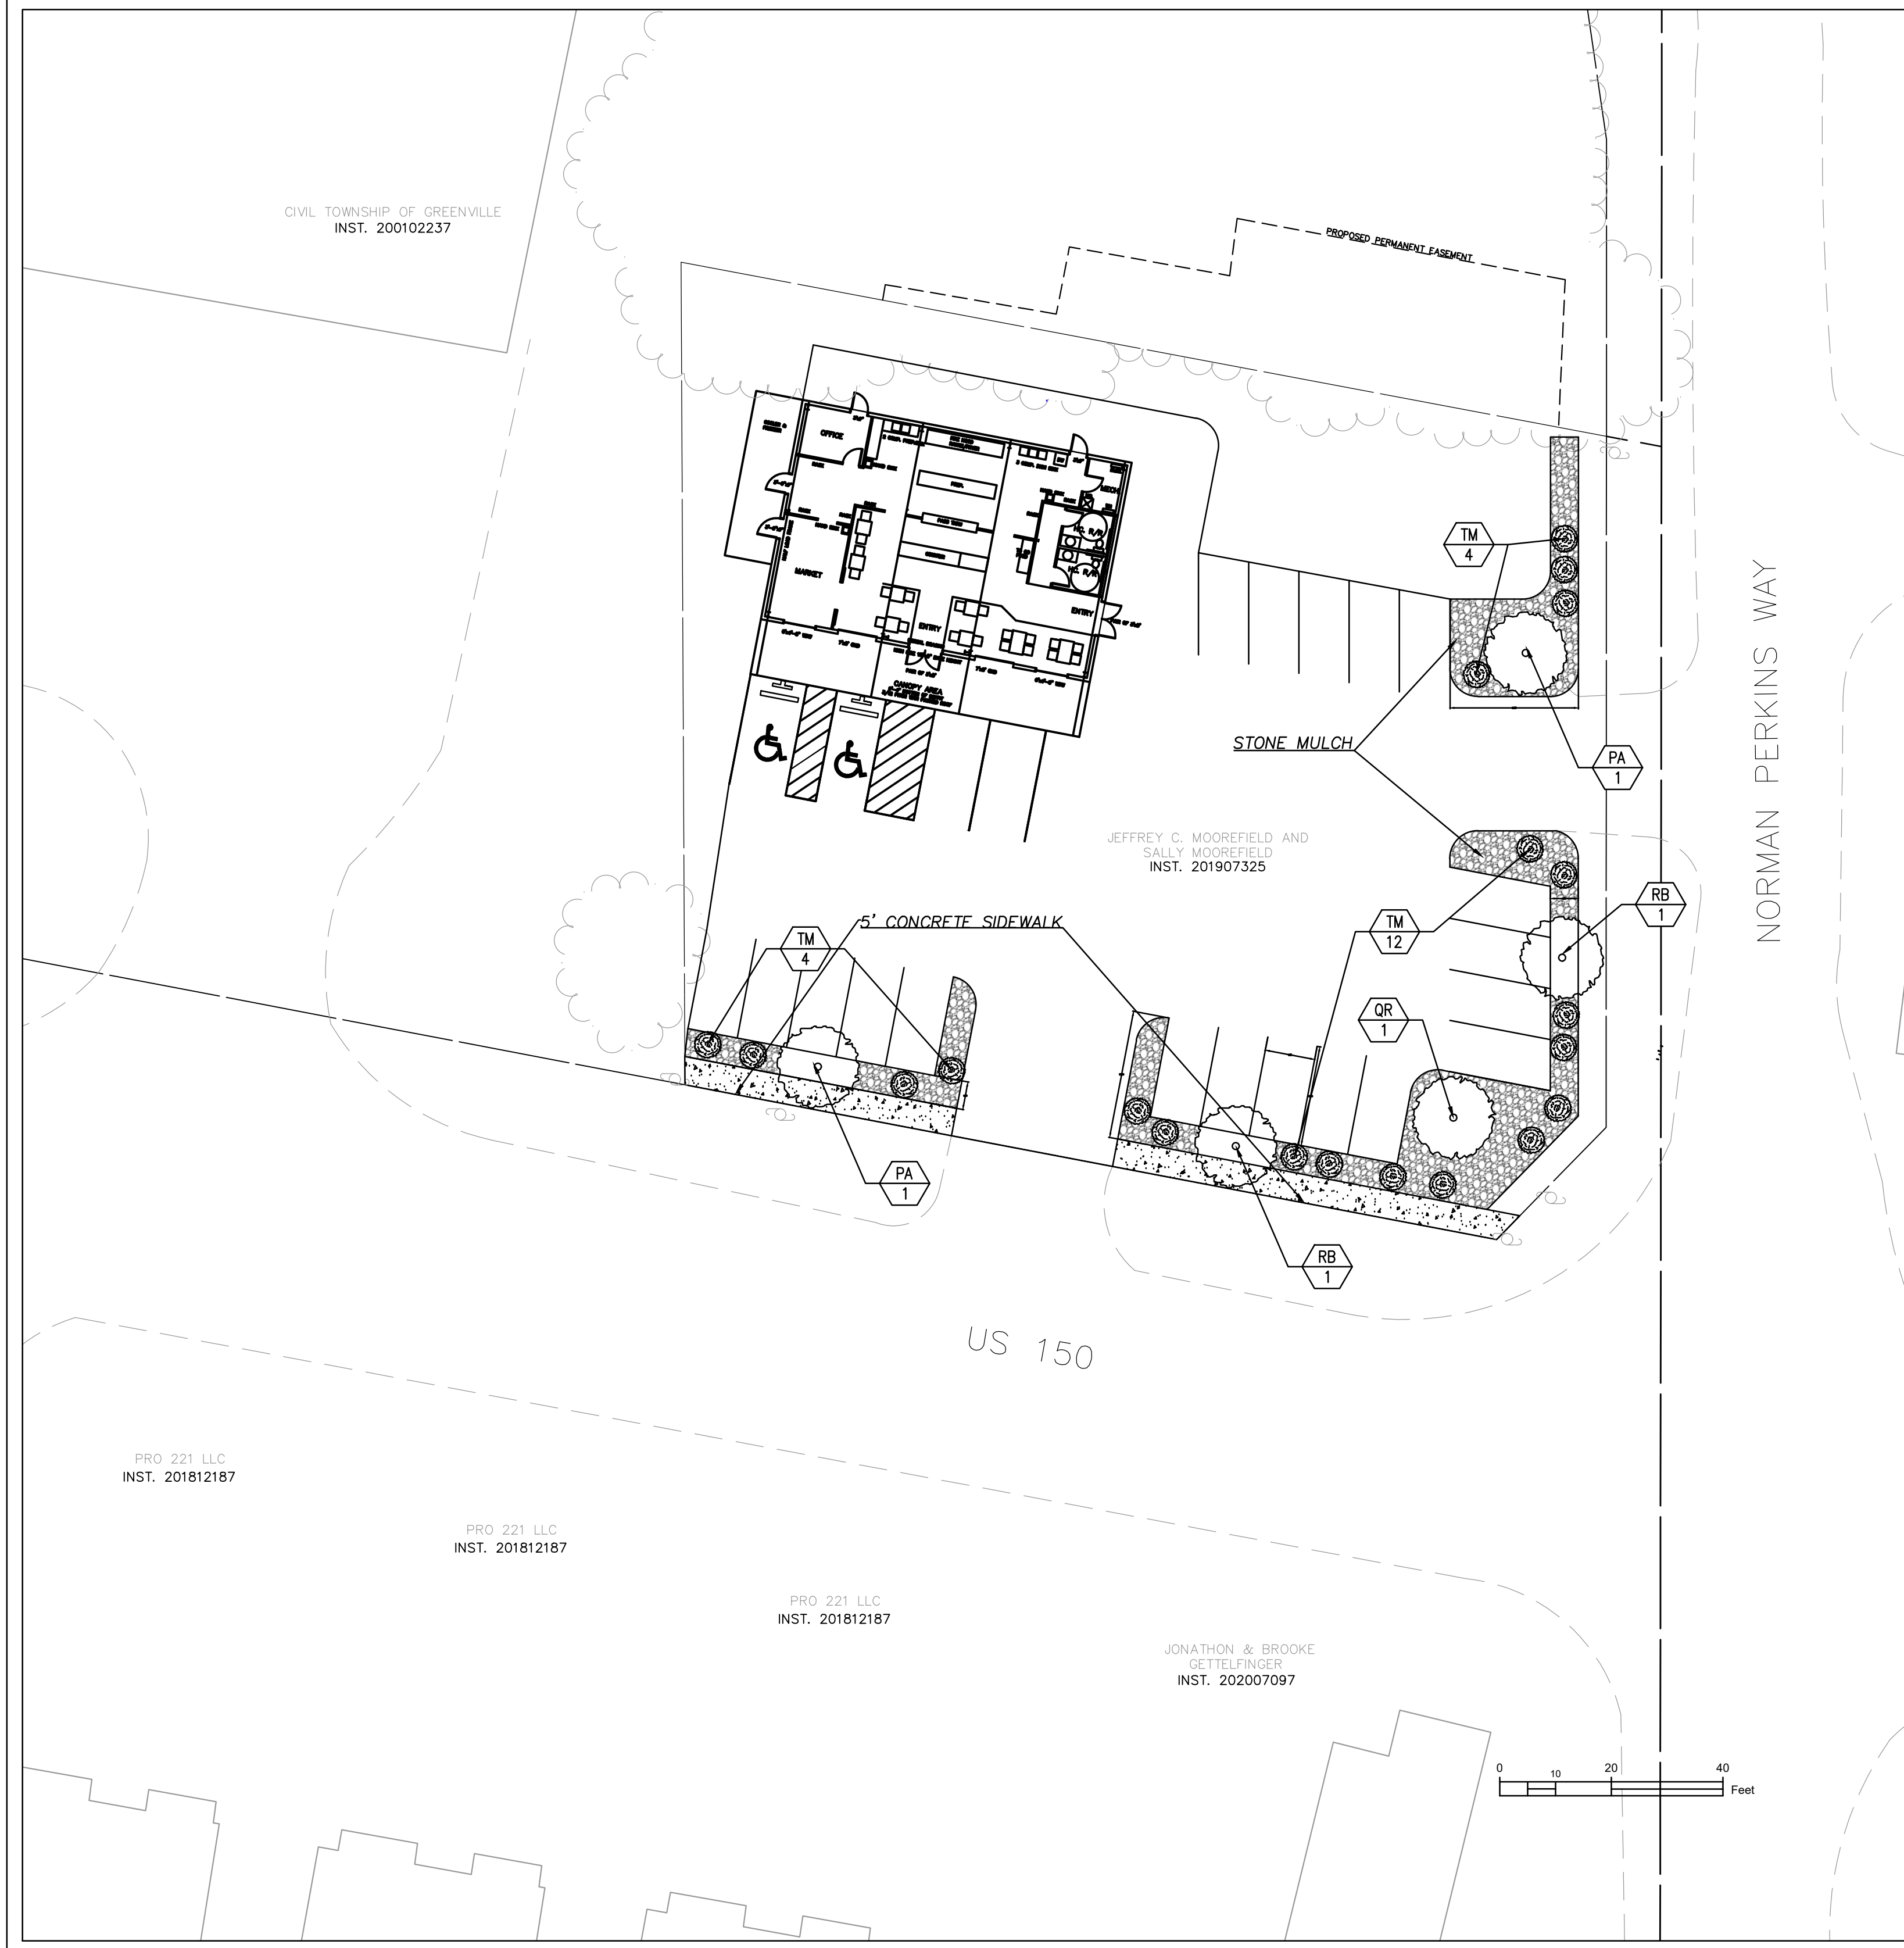 CIVIL TOWNSHIP OF GREENVILLE
INST. 200102237
PROPOSED PERMANENT EASEMENT
OFFICE
MECH
H.C. R/R
H.C. R/R
MARKET
ENTRY
ENTRY
CANOPY AREA
TM
4
STONE MULCH
PA
1
NORMAN PERKINS WAY
JEFFREY C. MOOREFIELD AND
SALLY MOOREFIELD
INST. 201907325
RB
1
5' CONCRETE SIDEWALK
TM
4
TM
12
QR
1
PA
1
RB
1
US 150
PRO 221 LLC
INST. 201812187
PRO 221 LLC
INST. 201812187
PRO 221 LLC
INST. 201812187
JONATHON & BROOKE
GETTELFINGER
INST. 202007097
0 10 20 40
Feet